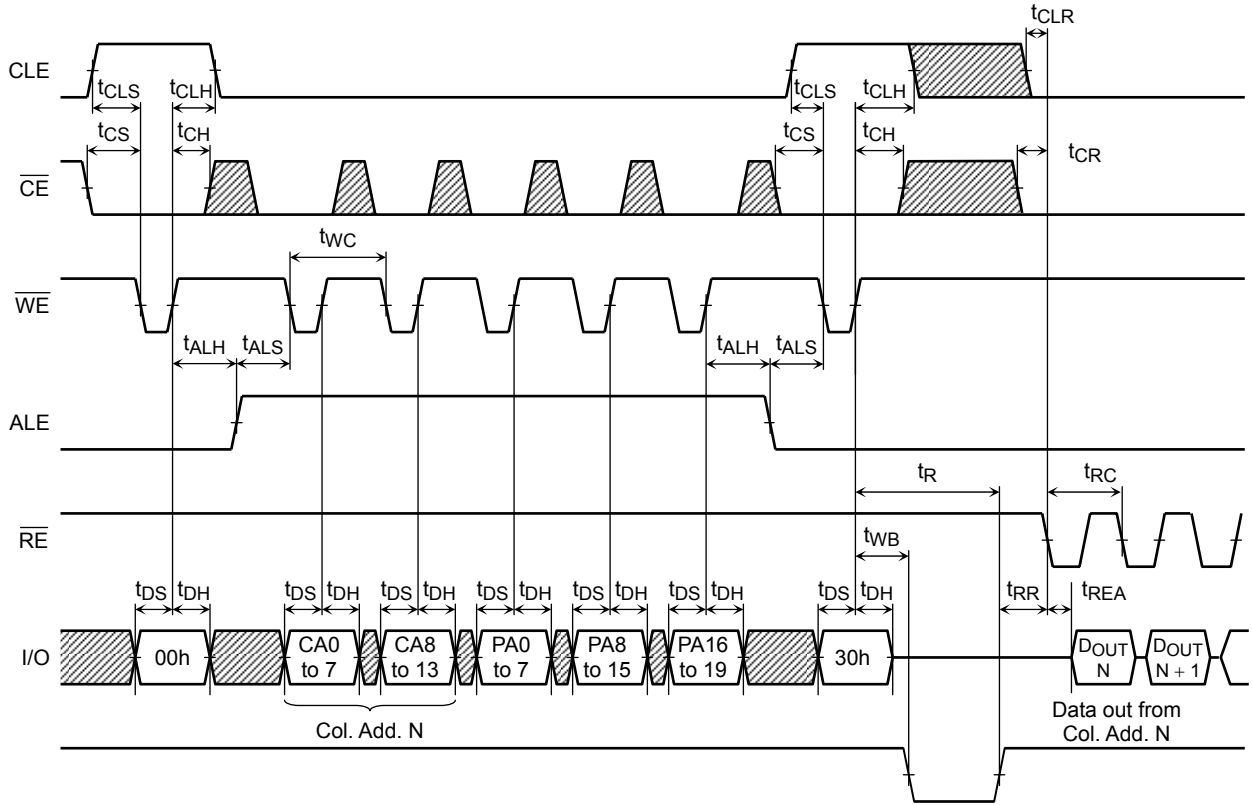 tCLR
CLE
tCLS tCLH tCLS tCLH
tCS tCH tCS tCH tCR
CE
tWC
WE
tALH tALS tALH tALS
ALE
tR tRC
RE
tWB
tDS tDH tDS tDH tDS tDH tDS tDH tDS tDH tDS tDH tDS tDH tRR tREA
I/O 00h CA0 to 7 CA8 to 13 PA0 to 7 PA8 to 15 PA16 to 19 30h DOUT N DOUT N + 1
Col. Add. N
Data out from
Col. Add. N